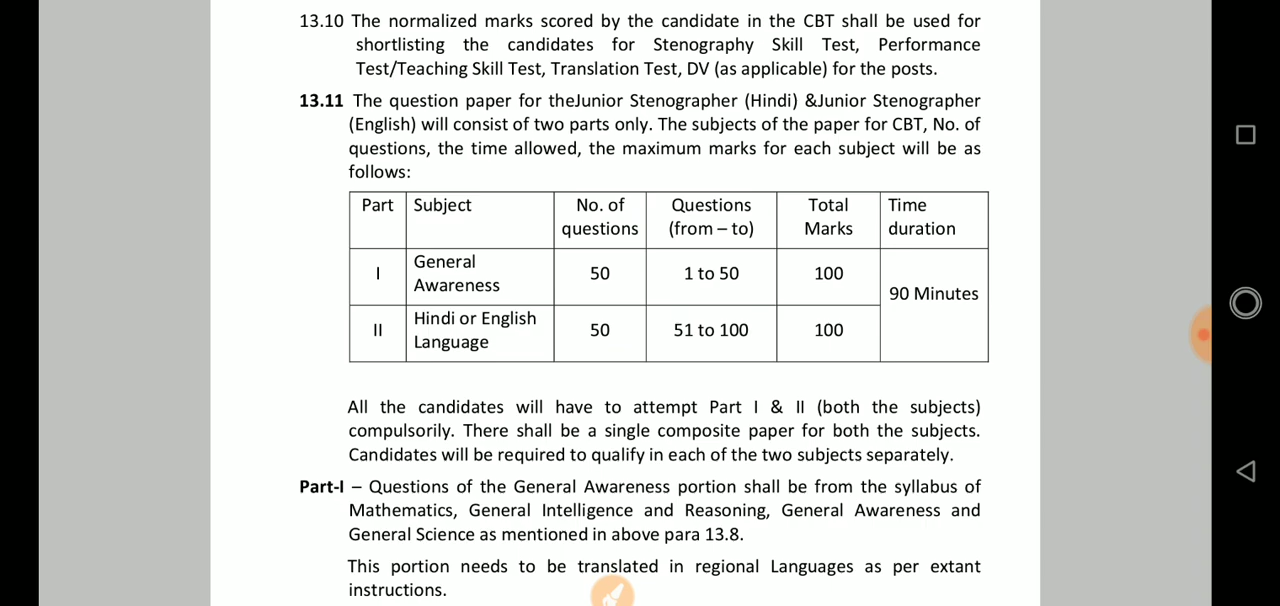 13.10 The normalized marks scored by the candidate in the CBT shall be used for
shortlisting the candidates for Stenography Skill Test, Performance
Test/Teaching Skill Test, Translation Test, DV (as applicable) for the posts.
13.11 The question paper for theJunior Stenographer (Hindi) &Junior Stenographer
(English) will consist of two parts only. The subjects of the paper for CBT, No. of
questions, the time allowed, the maximum marks for each subject will be as
follows:
Part Subject No. of questions Questions (from – to) Total Marks Time duration
I General Awareness 50 1 to 50 100 90 Minutes
II Hindi or English Language 50 51 to 100 100
All the candidates will have to attempt Part I & II (both the subjects)
compulsorily. There shall be a single composite paper for both the subjects.
Candidates will be required to qualify in each of the two subjects separately.
Part-I – Questions of the General Awareness portion shall be from the syllabus of
Mathematics, General Intelligence and Reasoning, General Awareness and
General Science as mentioned in above para 13.8.
This portion needs to be translated in regional Languages as per extant
instructions.